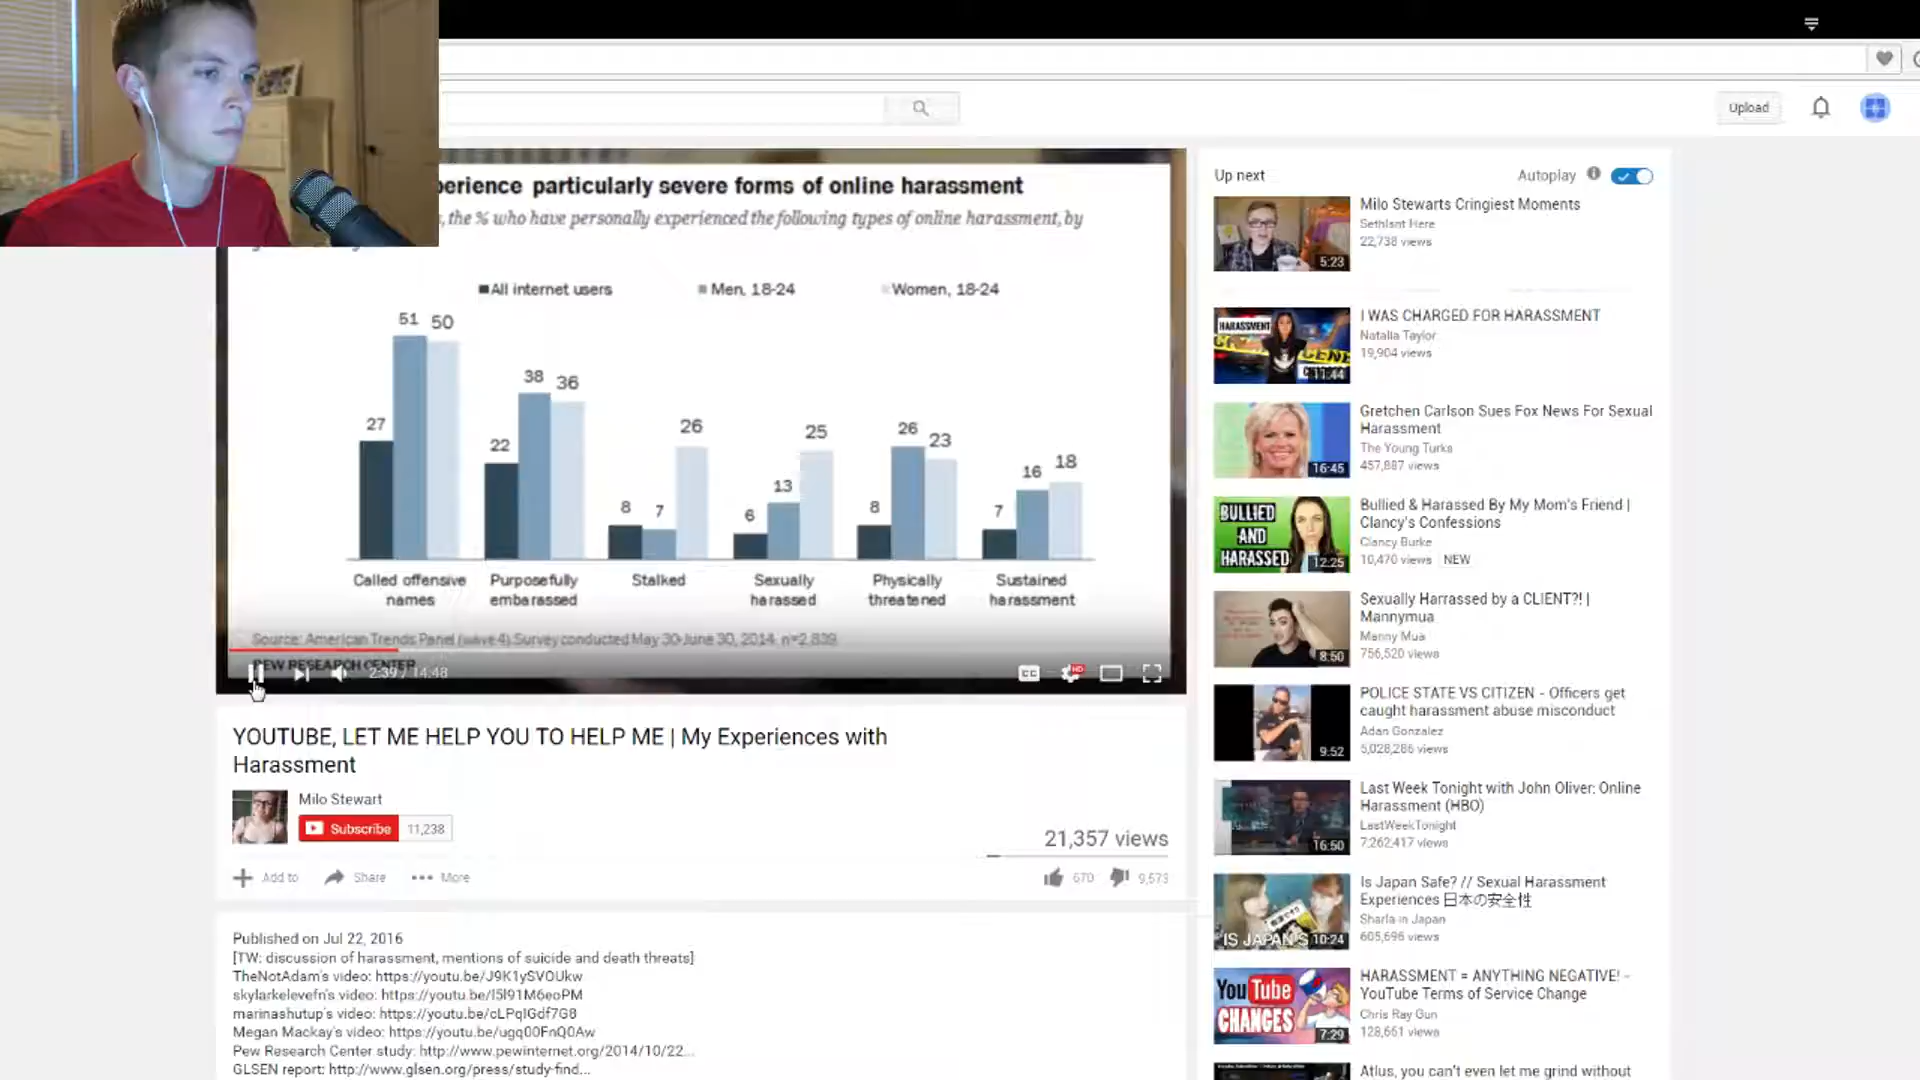 Upload
perience particularly severe forms of online harassment
, the % who have personally experienced the following types of online harassment, by
All internet users
Men, 18-24
Women, 18-24
51
50
27
38
36
22
26
8
7
25
13
6
26
23
8
18
16
7
Called offensive names
Purposefully embarassed
Stalked
Sexually harassed
Physically threatened
Sustained harassment
Source: American Trends Panel (wave 4). Survey conducted May 30-June 30, 2014. n=2,839.
PEW RESEARCH CENTER
2:39 / 14:48
CC
HD
YOUTUBE, LET ME HELP YOU TO HELP ME | My Experiences with
Harassment
Milo Stewart
Subscribe
11,238
21,357 views
Add to
Share
More
670
9,573
Published on Jul 22, 2016
[TW: discussion of harassment, mentions of suicide and death threats]
TheNotAdam's video: https://youtu.be/J9K1ySVOUkw
skylarkelevefn's video: https://youtu.be/l5l91M6eoPM
marinashutup's video: https://youtu.be/cLPqIGdf7G8
Megan Mackay's video: https://youtu.be/ugq00FnQ0Aw
Pew Research Center study: http://www.pewinternet.org/2014/10/22...
GLSEN report: http://www.glsen.org/press/study-find...
Up next
Autoplay
5:23
Milo Stewarts Cringiest Moments
SethIsnt Here
22,738 views
HARASSMENT
I WAS CHARGED FOR HARASSMENT
Natalia Taylor
19,904 views
16:45
Gretchen Carlson Sues Fox News For Sexual
Harassment
The Young Turks
457,887 views
BULLIED
AND
HARASSED
12:25
Bullied & Harassed By My Mom's Friend |
Clancy's Confessions
Clancy Burke
10,470 views
NEW
8:50
Sexually Harrassed by a CLIENT?! |
Mannymua
Manny Mua
756,520 views
9:52
POLICE STATE VS CITIZEN - Officers get
caught harassment abuse misconduct
Adan Gonzalez
5,028,286 views
16:50
Last Week Tonight with John Oliver: Online
Harassment (HBO)
LastWeekTonight
7,262,417 views
IS JAPAN
10:24
Is Japan Safe? // Sexual Harassment
Experiences 日本の安全性
Sharla in Japan
605,696 views
You Tube
CHANGES
7:29
HARASSMENT = ANYTHING NEGATIVE! -
YouTube Terms of Service Change
Chris Ray Gun
128,661 views
Atlus, you can't even let me grind without